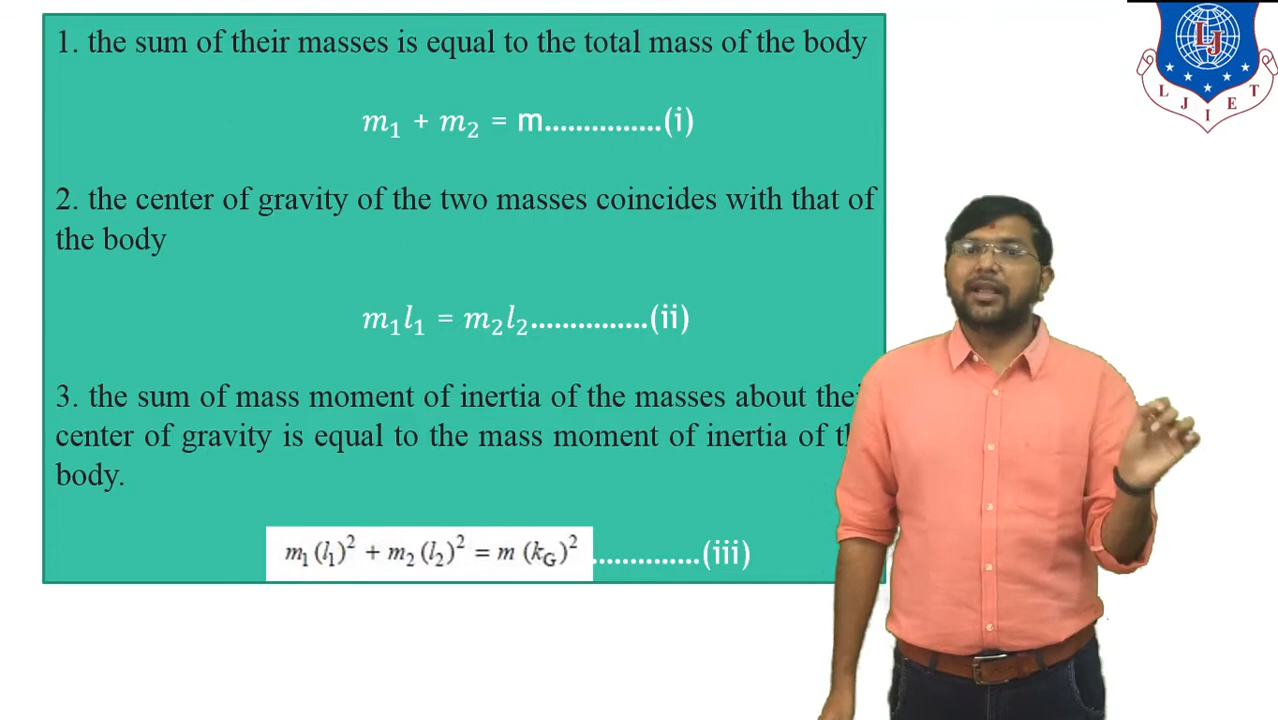 1. the sum of their masses is equal to the total mass of the body
m₁ + m₂ = m...............(i)
2. the center of gravity of the two masses coincides with that of
the body
m₁l₁ = m₂l₂...............(ii)
3. the sum of mass moment of inertia of the masses about
center of gravity is equal to the mass moment of inertia of
body.
m₁ (l₁)² + m₂ (l₂)² = m (k_G)² ..............(iii)
LJ
L J I E T